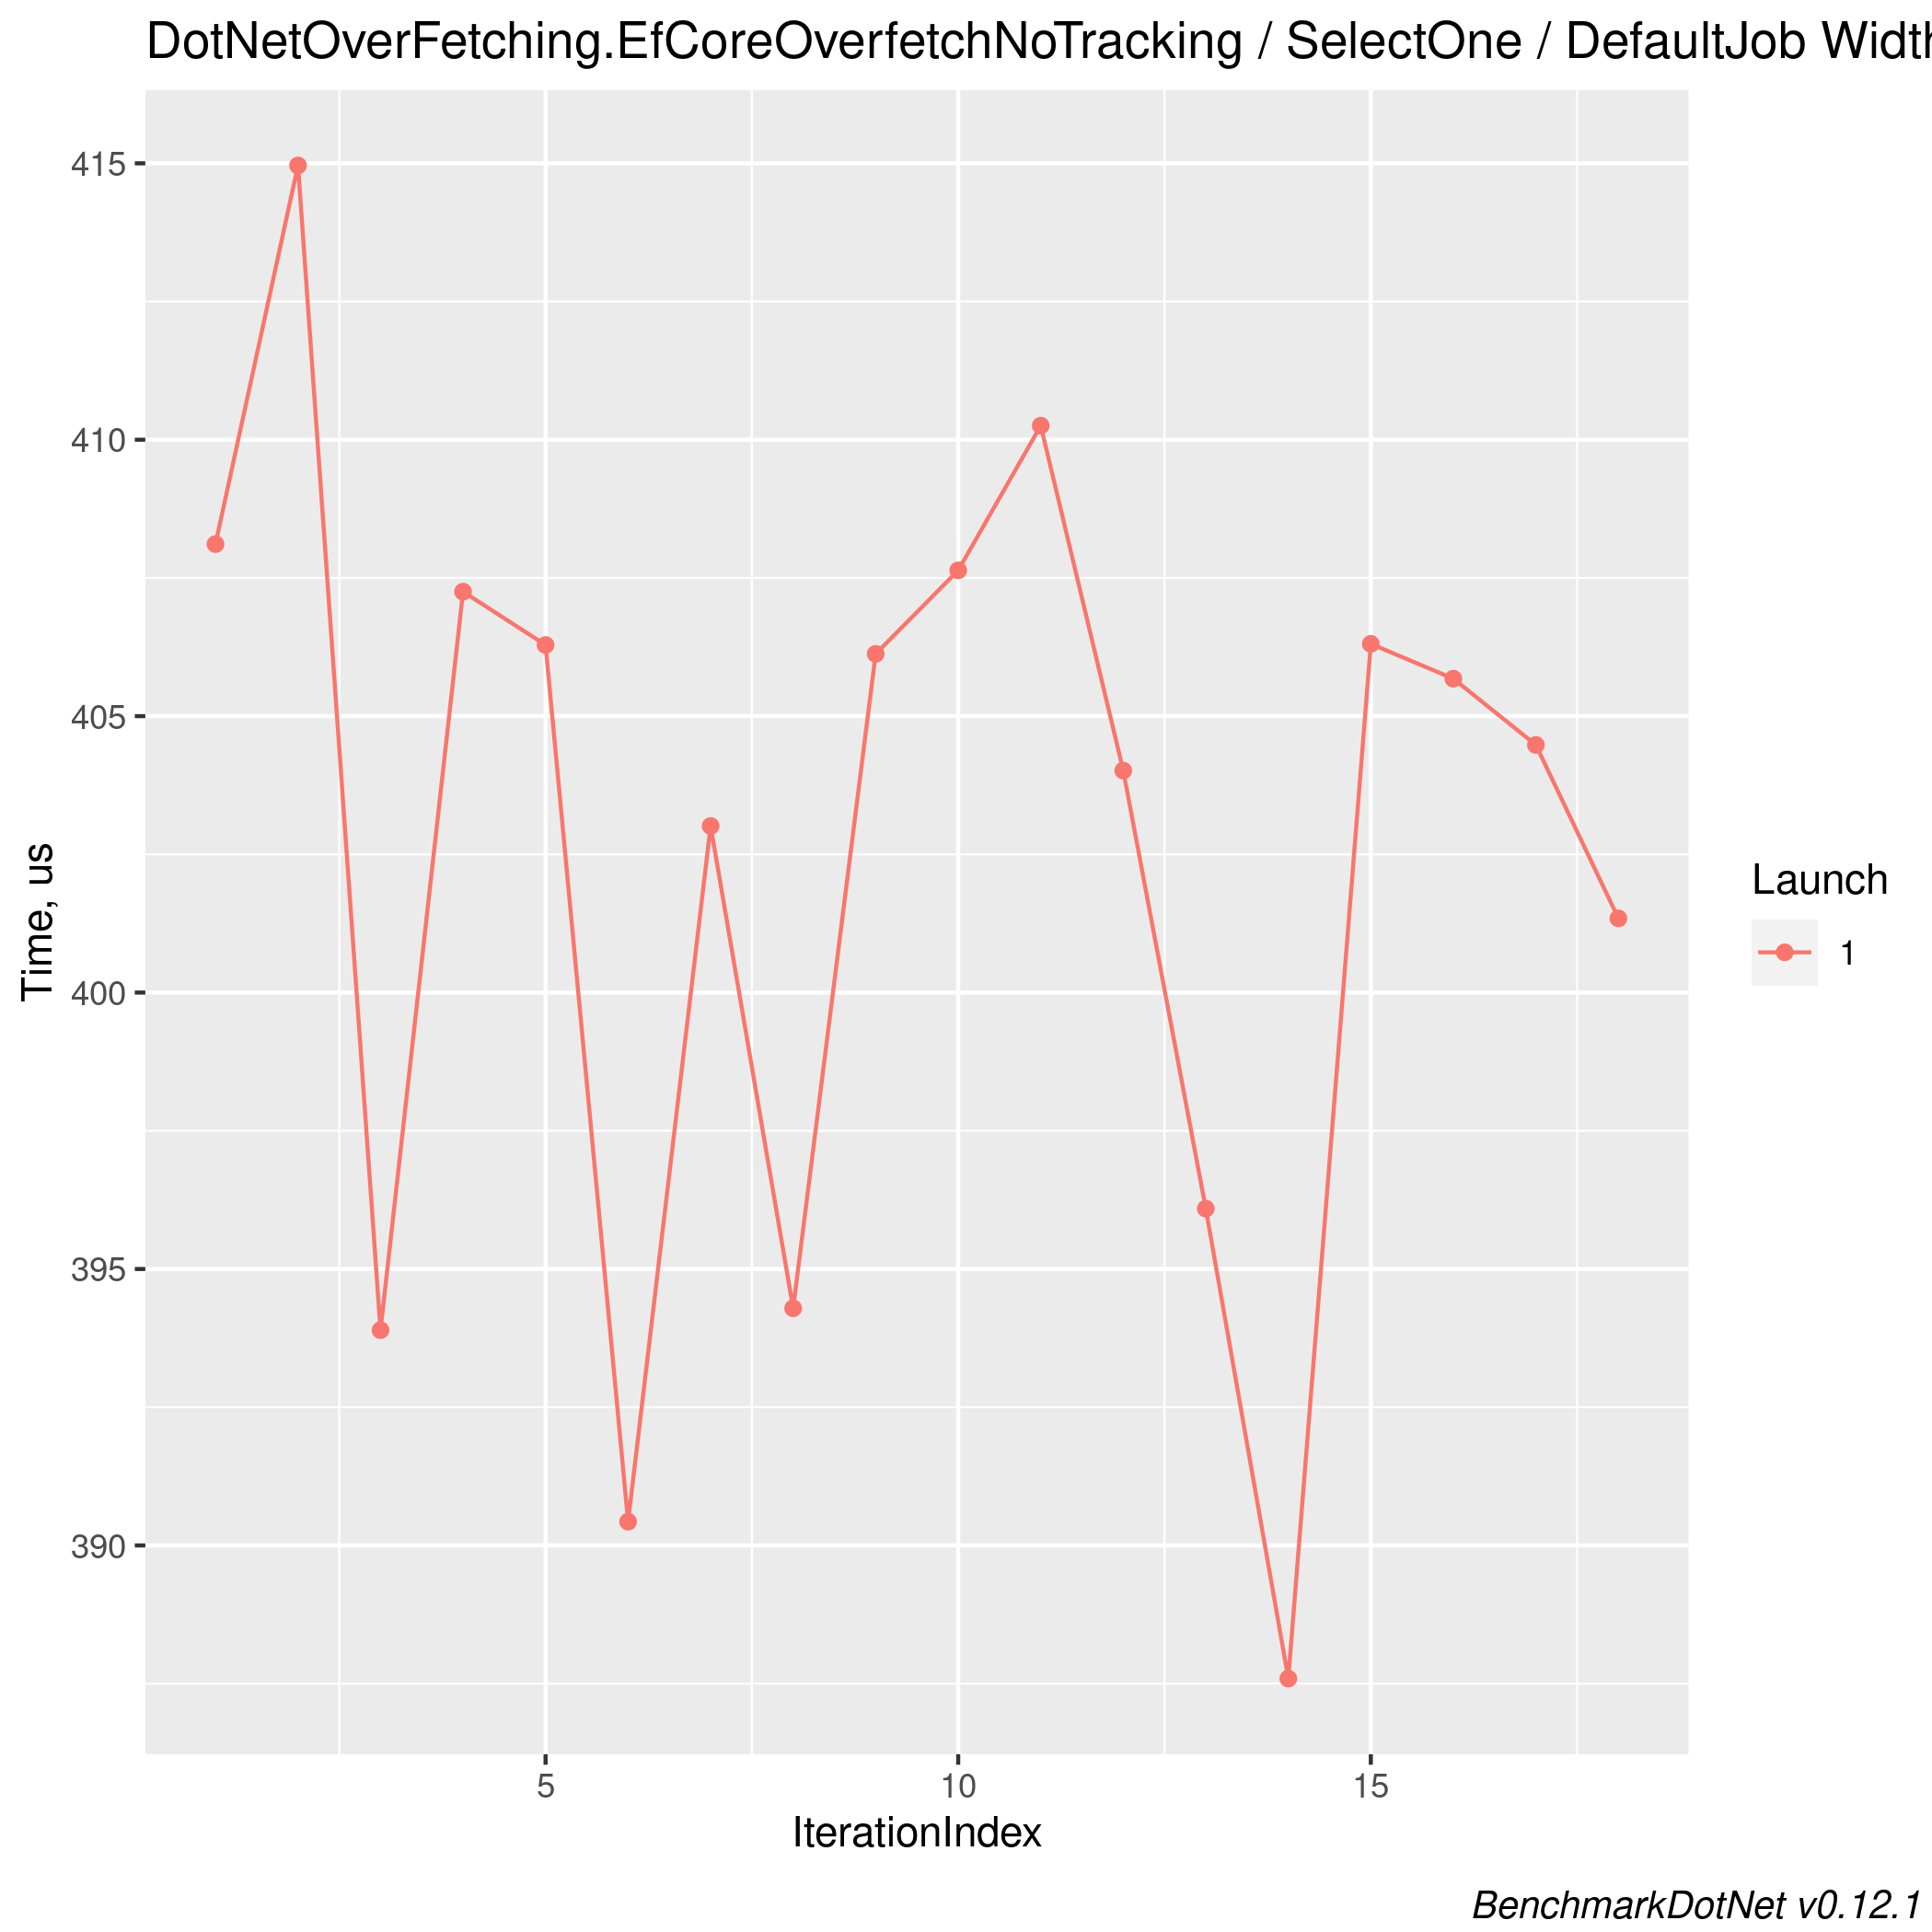 DotNetOverFetching.EfCoreOverfetchNoTracking / SelectOne / DefaultJob Width
415
410
405
400
395
390
Time, us
5 10 15
IterationIndex
Launch
1
BenchmarkDotNet v0.12.1